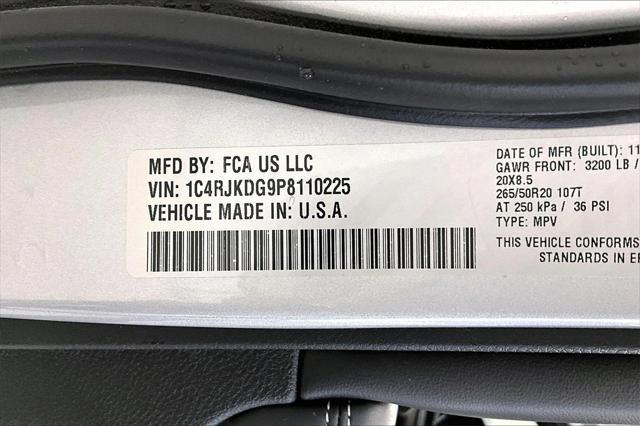 MFD BY: FCA US LLC
VIN: 1C4RJKDG9P8110225
VEHICLE MADE IN: U.S.A.
DATE OF MFR (BUILT): 11
GAWR FRONT: 3200 LB /
20X8.5
265/50R20 107T
AT 250 kPa / 36 PSI
TYPE: MPV
THIS VEHICLE CONFORMS
STANDARDS IN EF